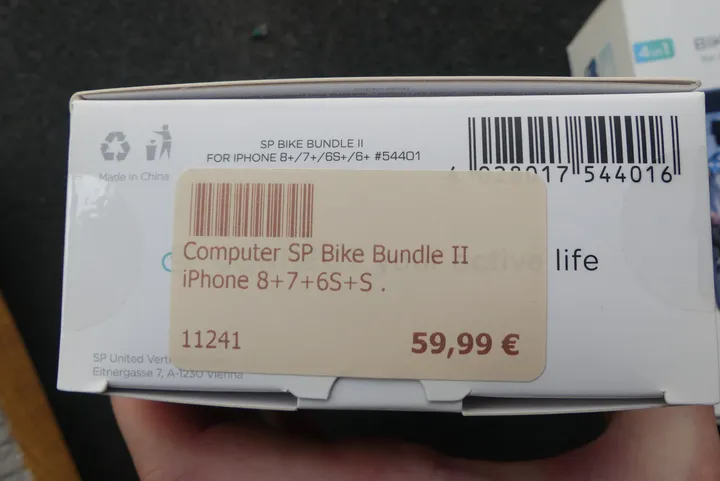 4in1
SP BIKE BUNDLE II
FOR IPHONE 8+/7+/6S+/6+ #54401
Made in China
544016
Computer SP Bike Bundle II
iPhone 8+7+6S+S .
life
11241
59,99 €
SP United
Eitnergasse 7, A-1230 Vienna